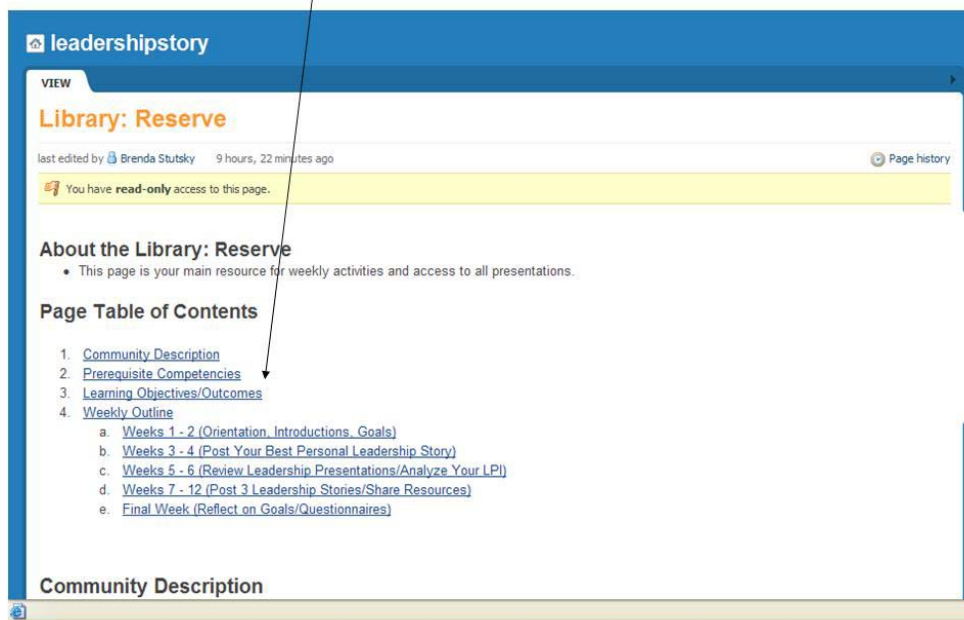 leadershipstory
VIEW
Library: Reserve
last edited by Brenda Stutsky 9 hours, 22 minutes ago Page history
You have read-only access to this page.
About the Library: Reserve
• This page is your main resource for weekly activities and access to all presentations.
Page Table of Contents
1. Community Description
2. Prerequisite Competencies
3. Learning Objectives/Outcomes
4. Weekly Outline
a. Weeks 1 - 2 (Orientation, Introductions, Goals)
b. Weeks 3 - 4 (Post Your Best Personal Leadership Story)
c. Weeks 5 - 6 (Review Leadership Presentations/Analyze Your LPI)
d. Weeks 7 - 12 (Post 3 Leadership Stories/Share Resources)
e. Final Week (Reflect on Goals/Questionnaires)
Community Description